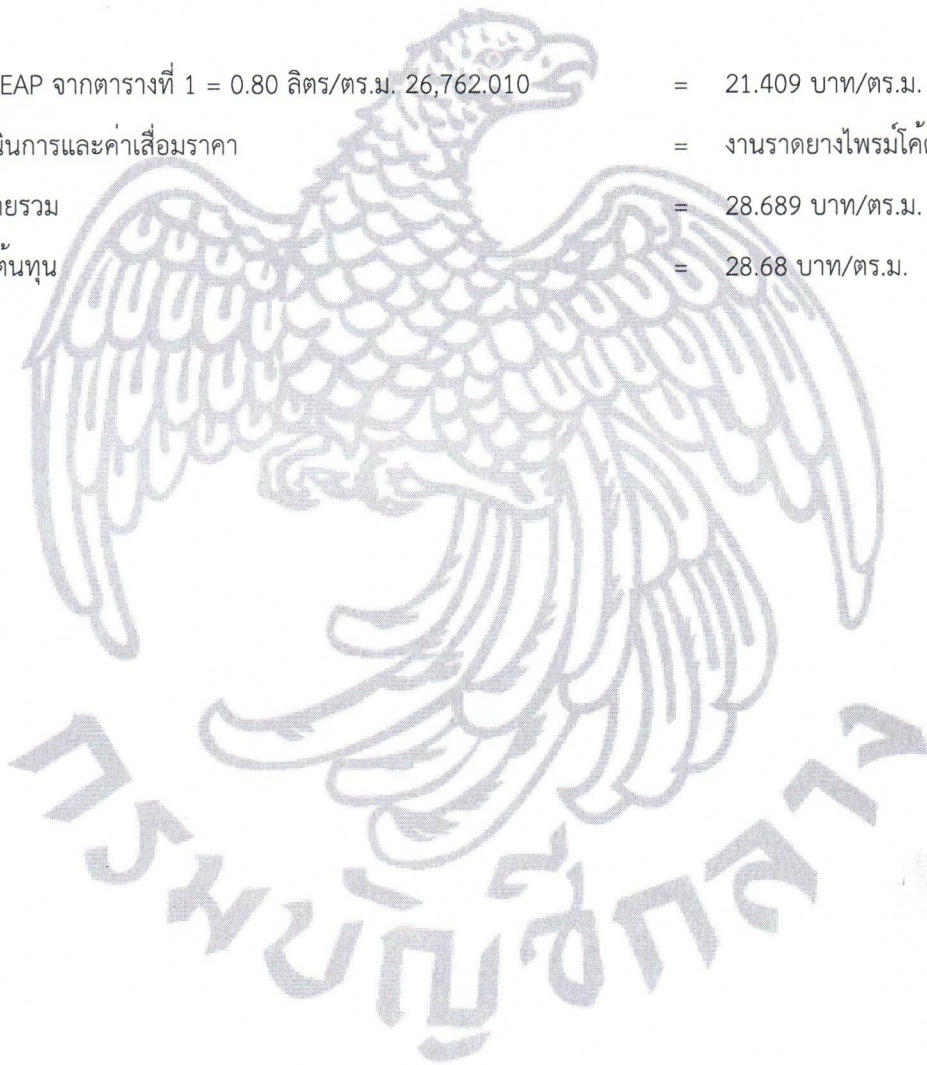 EAP จากตารางที่ 1 = 0.80 ลิตร/ตร.ม. 26,762.010 = 21.409 บาท/ตร.ม.
นินการและค่าเสื่อมราคา = งานราดยางไพรม์โค้
ายรวม = 28.689 บาท/ตร.ม.
ต้นทุน = 28.68 บาท/ตร.ม.
กรมบัญชีกลาง